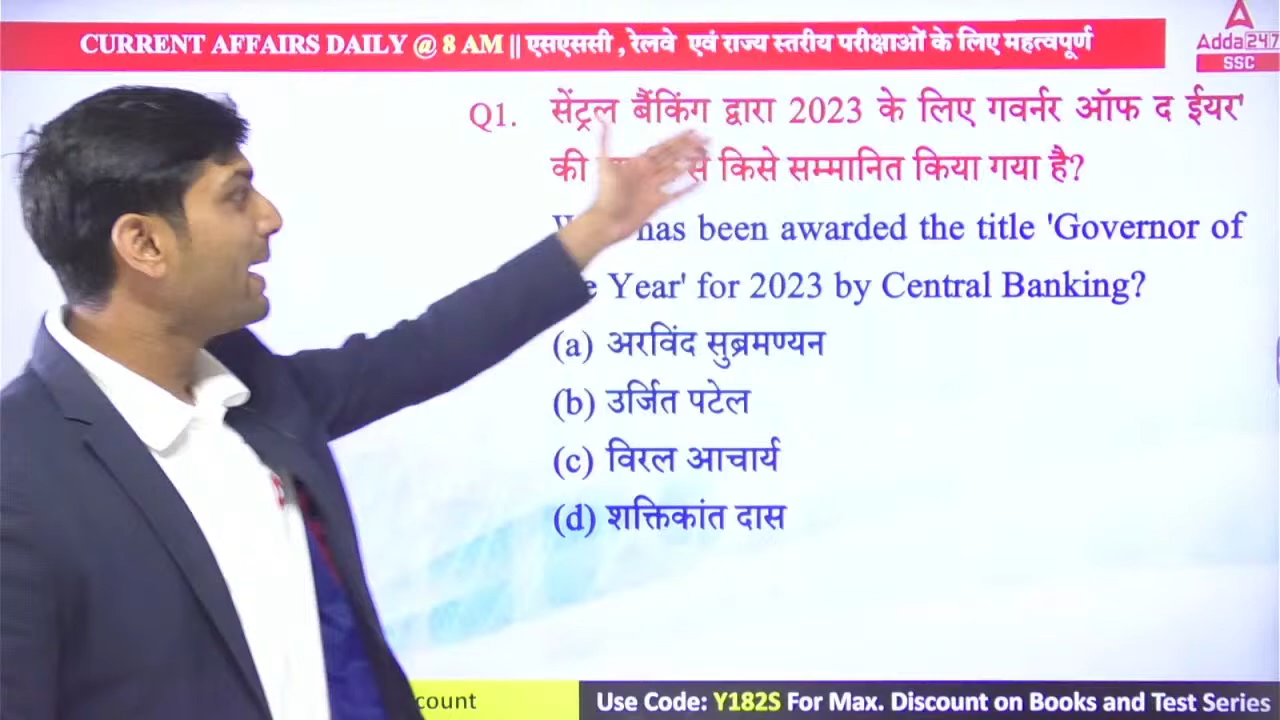 CURRENT AFFAIRS DAILY @ 8 AM || एसएससी , रेलवे एवं राज्य स्तरीय परीक्षाओं के लिए महत्वपूर्ण
Adda247
SSC
Q1. सेंट्रल बैंकिंग द्वारा 2023 के लिए गवर्नर ऑफ द ईयर'
की से किसे सम्मानित किया गया है?
has been awarded the title 'Governor of
Year' for 2023 by Central Banking?
(a) अरविंद सुब्रमण्यन
(b) उर्जित पटेल
(c) विरल आचार्य
(d) शक्तिकांत दास
count
Use Code: Y182S For Max. Discount on Books and Test Series